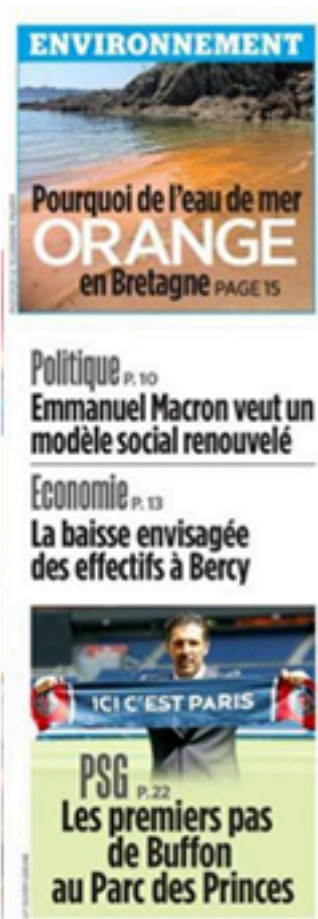 ENVIRONNEMENT
Pourquoi de l'eau de mer
ORANGE
en Bretagne PAGE 15
Politique P. 10
Emmanuel Macron veut un
modèle social renouvelé
Economie P. 13
La baisse envisagée
des effectifs à Bercy
ICI C'EST PARIS
PSG P. 22
Les premiers pas
de Buffon
au Parc des Princes